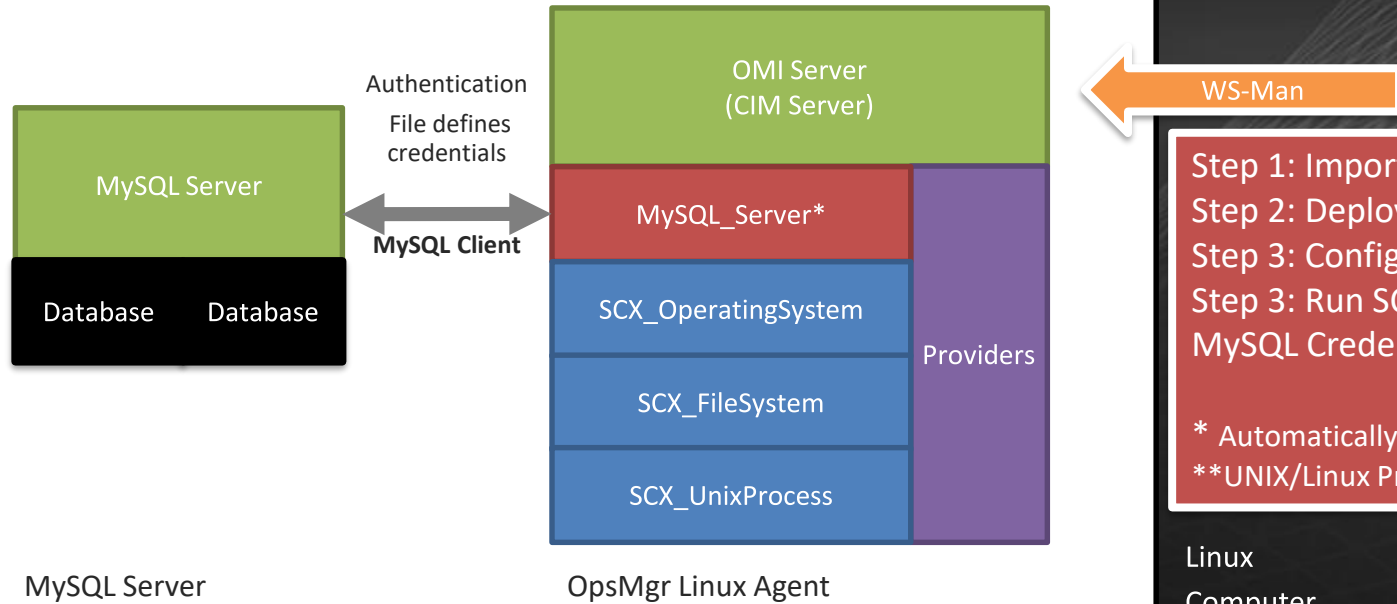 MySQL Server
Database
Database
MySQL Server
Authentication
File defines
credentials
MySQL Client
OMI Server
(CIM Server)
MySQL_Server*
SCX_OperatingSystem
SCX_FileSystem
SCX_UnixProcess
Providers
OpsMgr Linux Agent
WS-Man
Step 1: Impor
Step 2: Deplo
Step 3: Config
Step 3: Run SC
MySQL Crede
* Automatically
**UNIX/Linux Pr
Linux
Computer